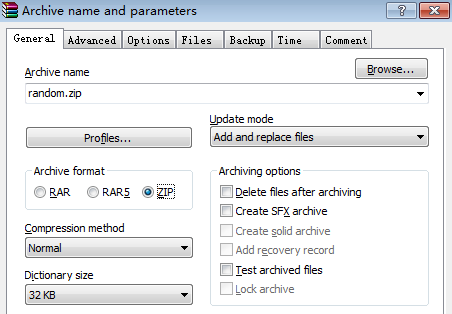 Archive name and parameters
General Advanced Options Files Backup Time Comment
Archive name
Browse...
random.zip
Update mode
Profiles...
Add and replace files
Archive format
RAR RAR5 ZIP
Archiving options
Delete files after archiving
Create SFX archive
Create solid archive
Add recovery record
Test archived files
Lock archive
Compression method
Normal
Dictionary size
32 KB